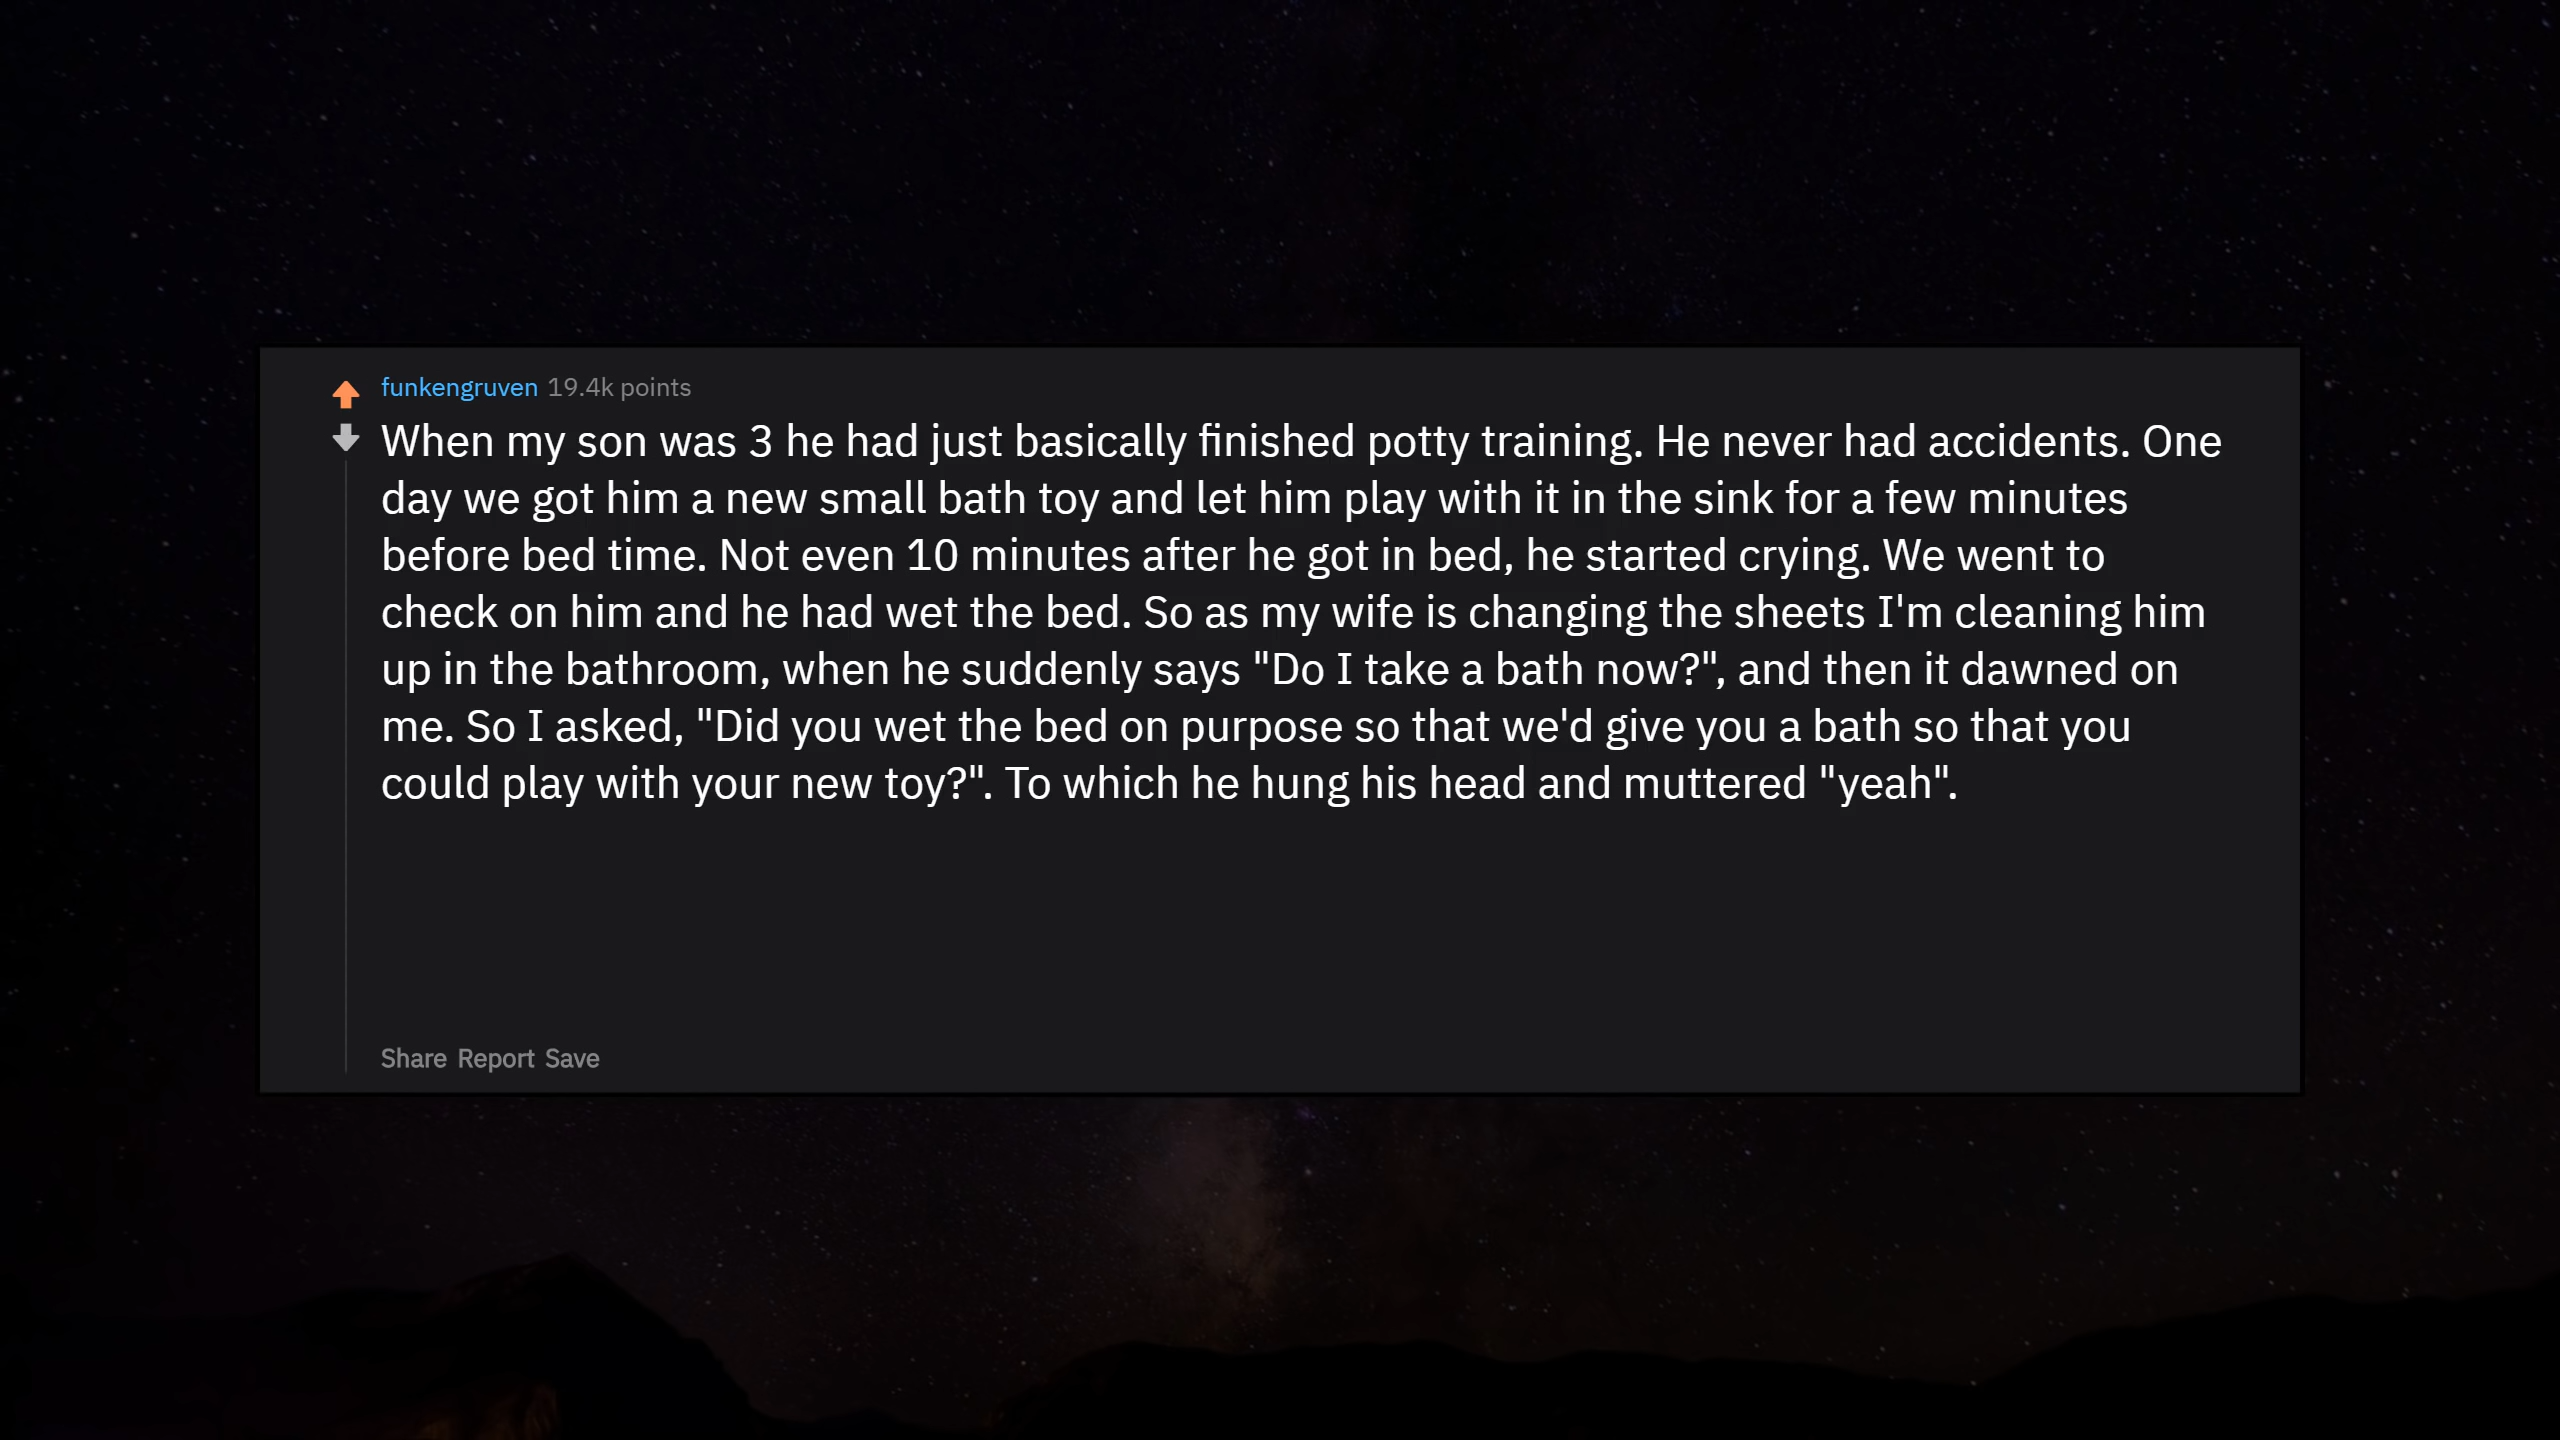 funkengruven 19.4k points
When my son was 3 he had just basically finished potty training. He never had accidents. One
day we got him a new small bath toy and let him play with it in the sink for a few minutes
before bed time. Not even 10 minutes after he got in bed, he started crying. We went to
check on him and he had wet the bed. So as my wife is changing the sheets I'm cleaning him
up in the bathroom, when he suddenly says "Do I take a bath now?", and then it dawned on
me. So I asked, "Did you wet the bed on purpose so that we'd give you a bath so that you
could play with your new toy?". To which he hung his head and muttered "yeah".
Share Report Save